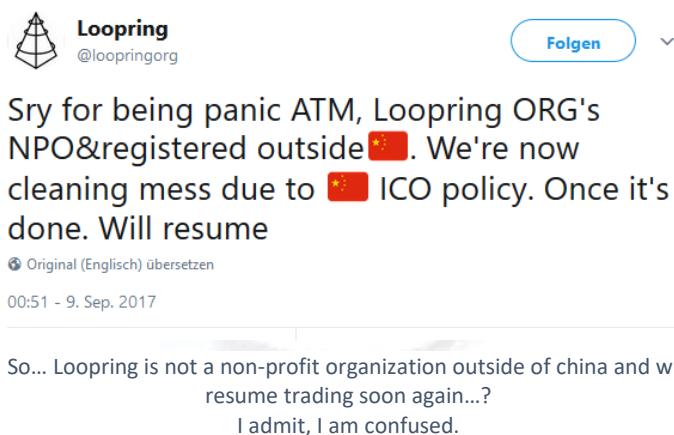 Loopring
@loopringorg
Folgen
Sry for being panic ATM, Loopring ORG's
NPO&registered outside🇨🇳. We're now
cleaning mess due to 🇨🇳 ICO policy. Once it's
done. Will resume
Original (Englisch) übersetzen
00:51 - 9. Sep. 2017
So… Loopring is not a non-profit organization outside of china and w
resume trading soon again…?
I admit, I am confused.